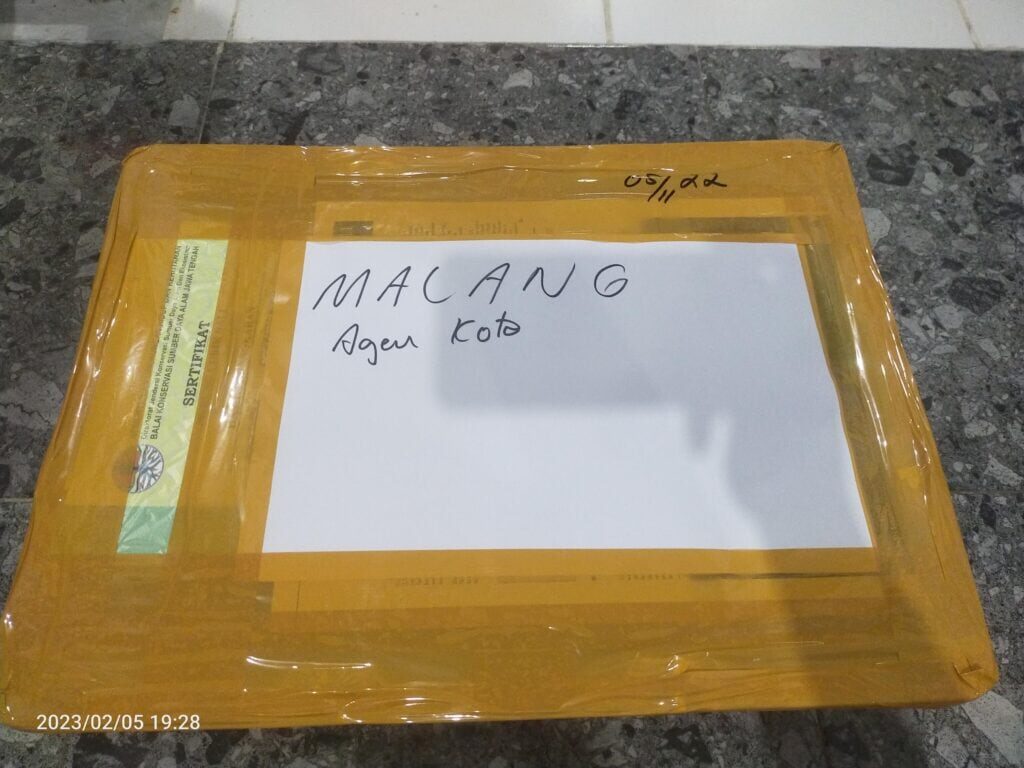 05/11 22
MALANG
Agen Kota
SERTIFIKAT
BALAI KONSERVASI SUMBER DAYA ALAM JAWA TENGAH
2023/02/05 19:28